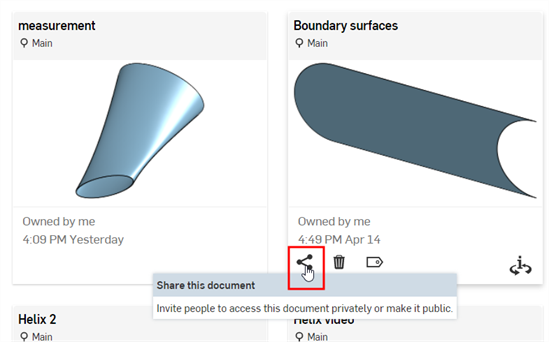 measurement
Main
Owned by me
4:09 PM Yesterday
Boundary surfaces
Main
Owned by me
4:49 PM Apr 14
Share this document
Invite people to access this document privately or make it public.
Helix 2
Main
Helix video
Main